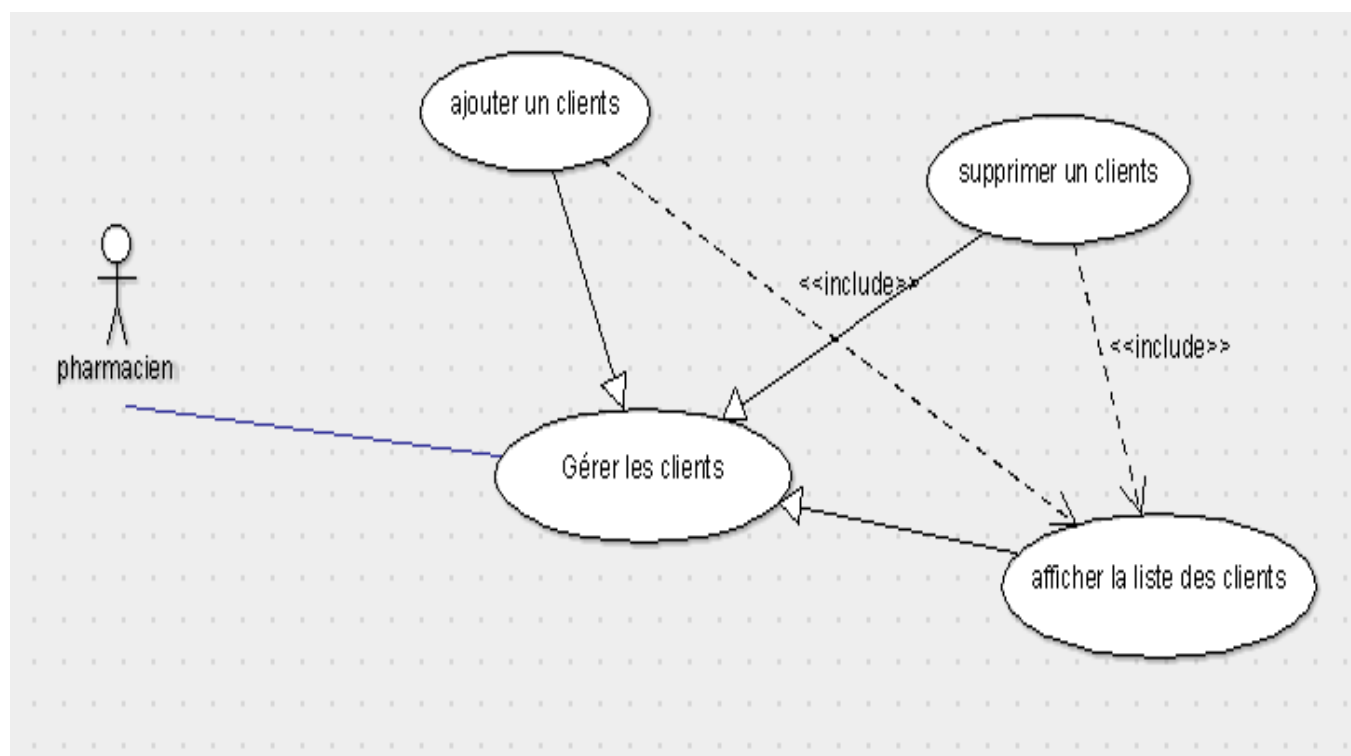 ajouter un clients
supprimer un clients
<<include>>
<<include>>
pharmacien
Gérer les clients
afficher la liste des clients